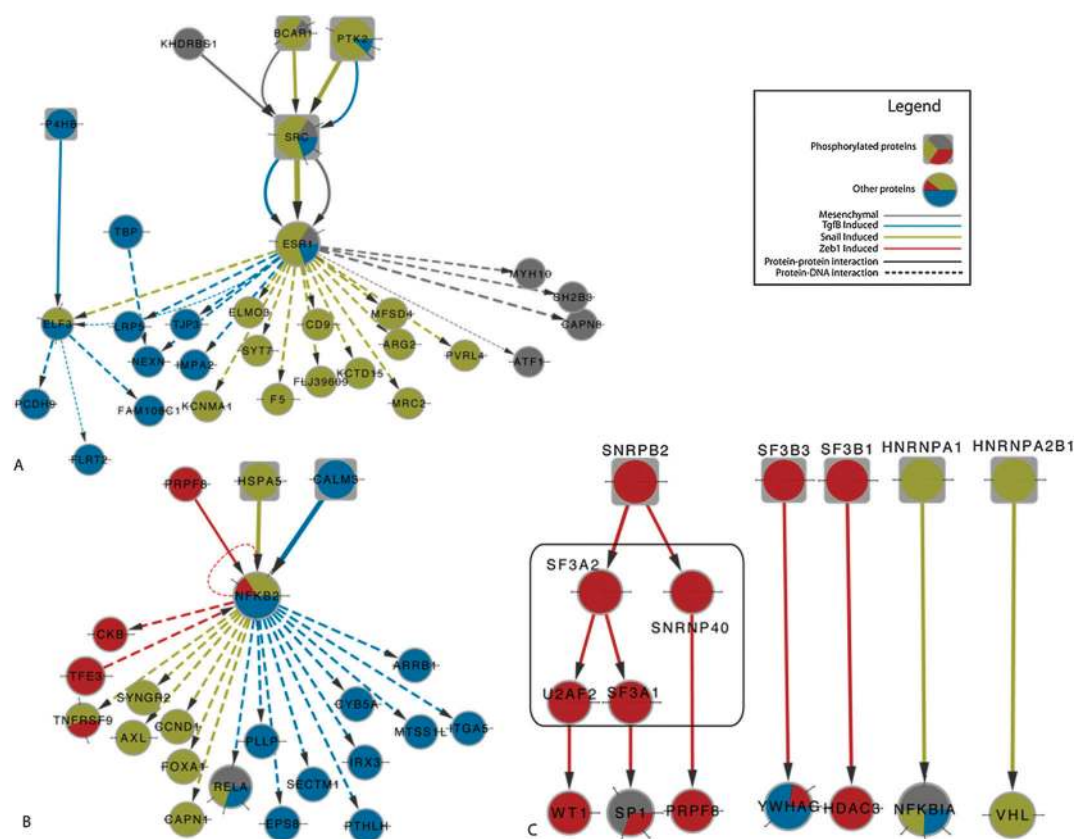 KHDRBS1
BCAR1
PTK2
P4HB
SRC
TBP
ESR1
MYH10
SH2B3
CAPN6
ELF3
LRP5
TJP3
ELMO3
CD9
MFSD4
ARG2
PVRL4
ATF1
NEXN
IMPA2
SYT7
FLJ39609
KCTD15
PCDH9
FAM108C1
KCNMA1
F5
MRC2
FLRT2
A
Legend
Phosphorylated proteins
Other proteins
Mesenchymal
TgfB Induced
Snail Induced
Zeb1 Induced
Protein-protein interaction
Protein-DNA interaction
PRPF8
HSPA5
CALM3
NFKB2
CKB
TFE3
TNFRSF9
SYNGR2
AXL
CCND1
FOXA1
CAPN1
RELA
PLLP
EPS8
SECTM1
PTHLH
IRX3
CYB5A
MTSS1L
ARRB1
ITGA5
B
SNRPB2
SF3B3
SF3B1
HNRNPA1
HNRNPA2B1
SF3A2
SNRNP40
U2AF2
SF3A1
WT1
SP1
PRPF8
YWHAG
HDAC3
NFKBIA
VHL
C